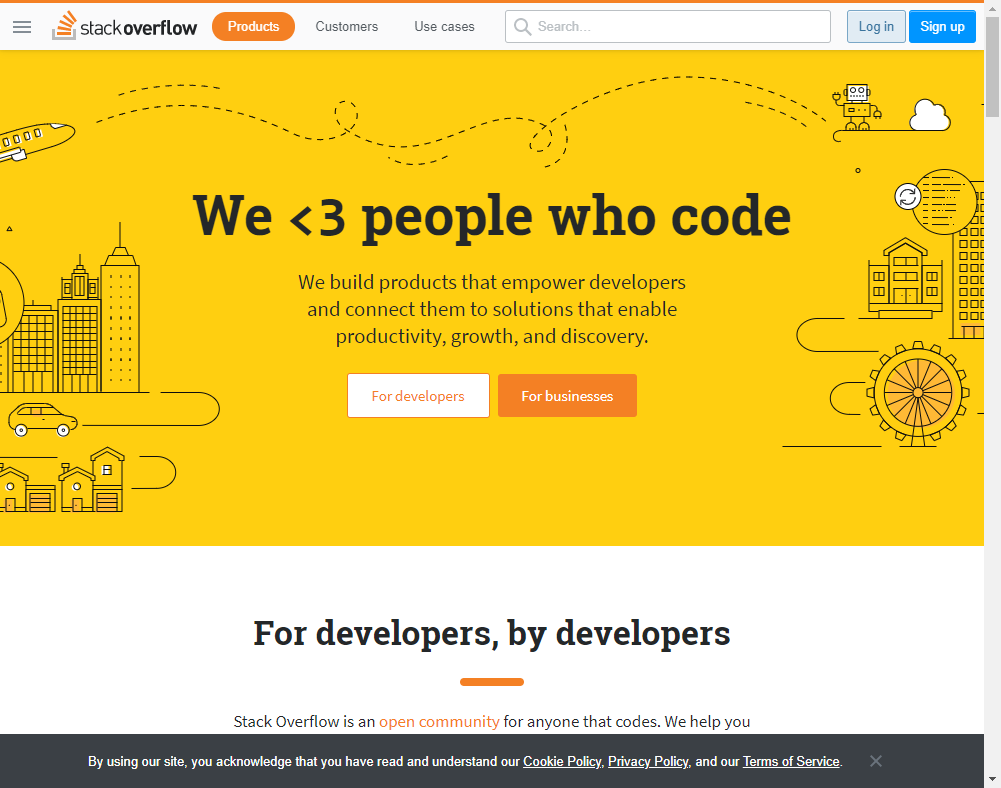 stackoverflow Products Customers Use cases Search... Log in Sign up
We <3 people who code
We build products that empower developers
and connect them to solutions that enable
productivity, growth, and discovery.
For developers For businesses
For developers, by developers
Stack Overflow is an open community for anyone that codes. We help you
By using our site, you acknowledge that you have read and understand our Cookie Policy, Privacy Policy, and our Terms of Service.